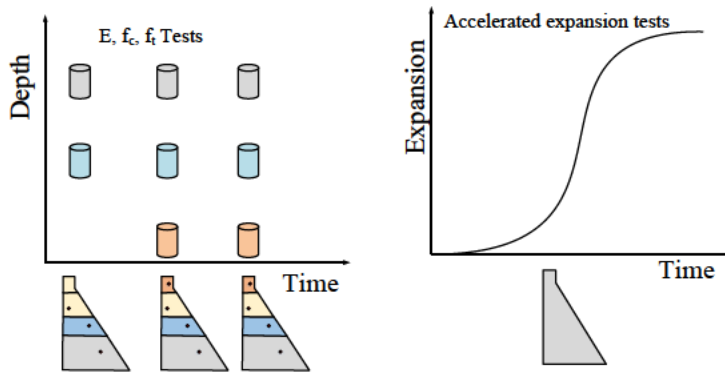 E, fc, ft Tests
Depth
Time
Accelerated expansion tests
Expansion
Time